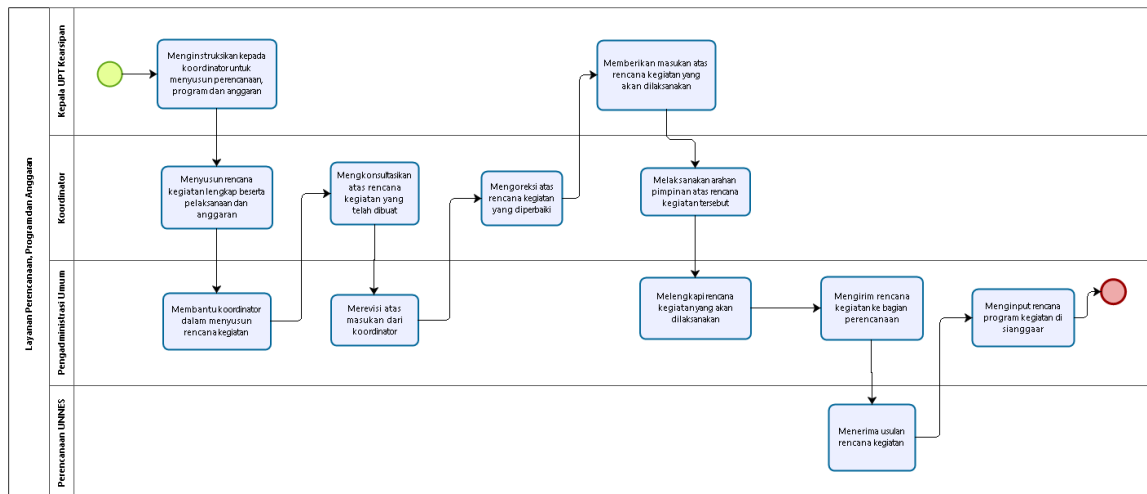 Layanan Perencanaan, Program dan Anggaran
Kepala UPT Kearsipan
Menginstruksikan kepada
koordinator untuk
menyusun perencanaan,
program dan anggaran
Memberikan masukan atas
rencana kegiatan yang
akan dilaksanakan
Koordinator
Menyusun rencana
kegiatan lengkap beserta
pelaksanaan dan
anggaran
Mengkonsultasikan
atas rencana
kegiatan yang
telah dibuat
Mengoreksi atas
rencana kegiatan
yang diperbaiki
Melaksanakan arahan
pimpinan atas rencana
kegiatan tersebut
Pengadministrasi Umum
Membantu koordinator
dalam menyusun
rencana kegiatan
Merevisi atas
masukan dari
koordinator
Melengkapi rencana
kegiatan yang akan
dilaksanakan
Mengirim rencana
kegiatan ke bagian
perencanaan
Menginput rencana
program kegiatan di
sianggaar
Perencanaan UNNES
Menerima usulan
rencana kegiatan